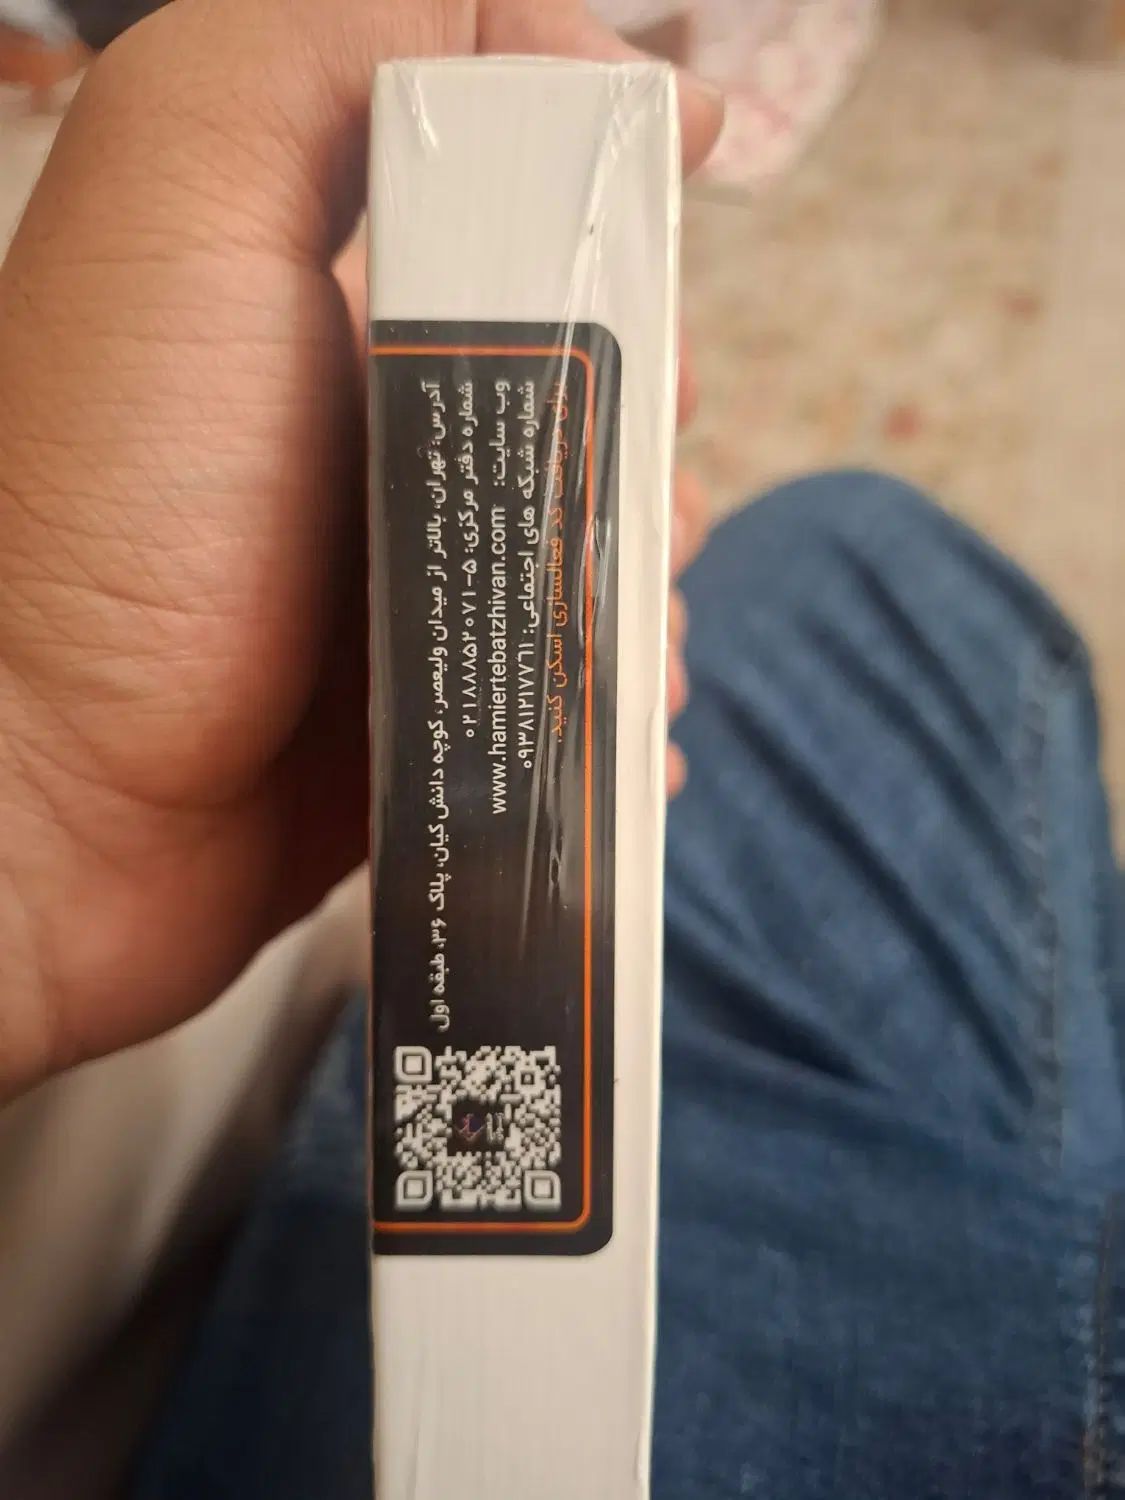 آدرس: تهران، بالاتر از میدان ولیعصر، کوچه دانش کیان، پلاک ۳۶، طبقه اول
شماره دفتر مرکزی: ۵-۰۲۱۸۸۸۵۲۰۷۱
وب سایت: www.hamiertebatzhivan.com
شماره شبکه های اجتماعی: ۰۹۳۸۱۲۱۷۷۶۱
برای دریافت کد فعالسازی اسکن کنید.